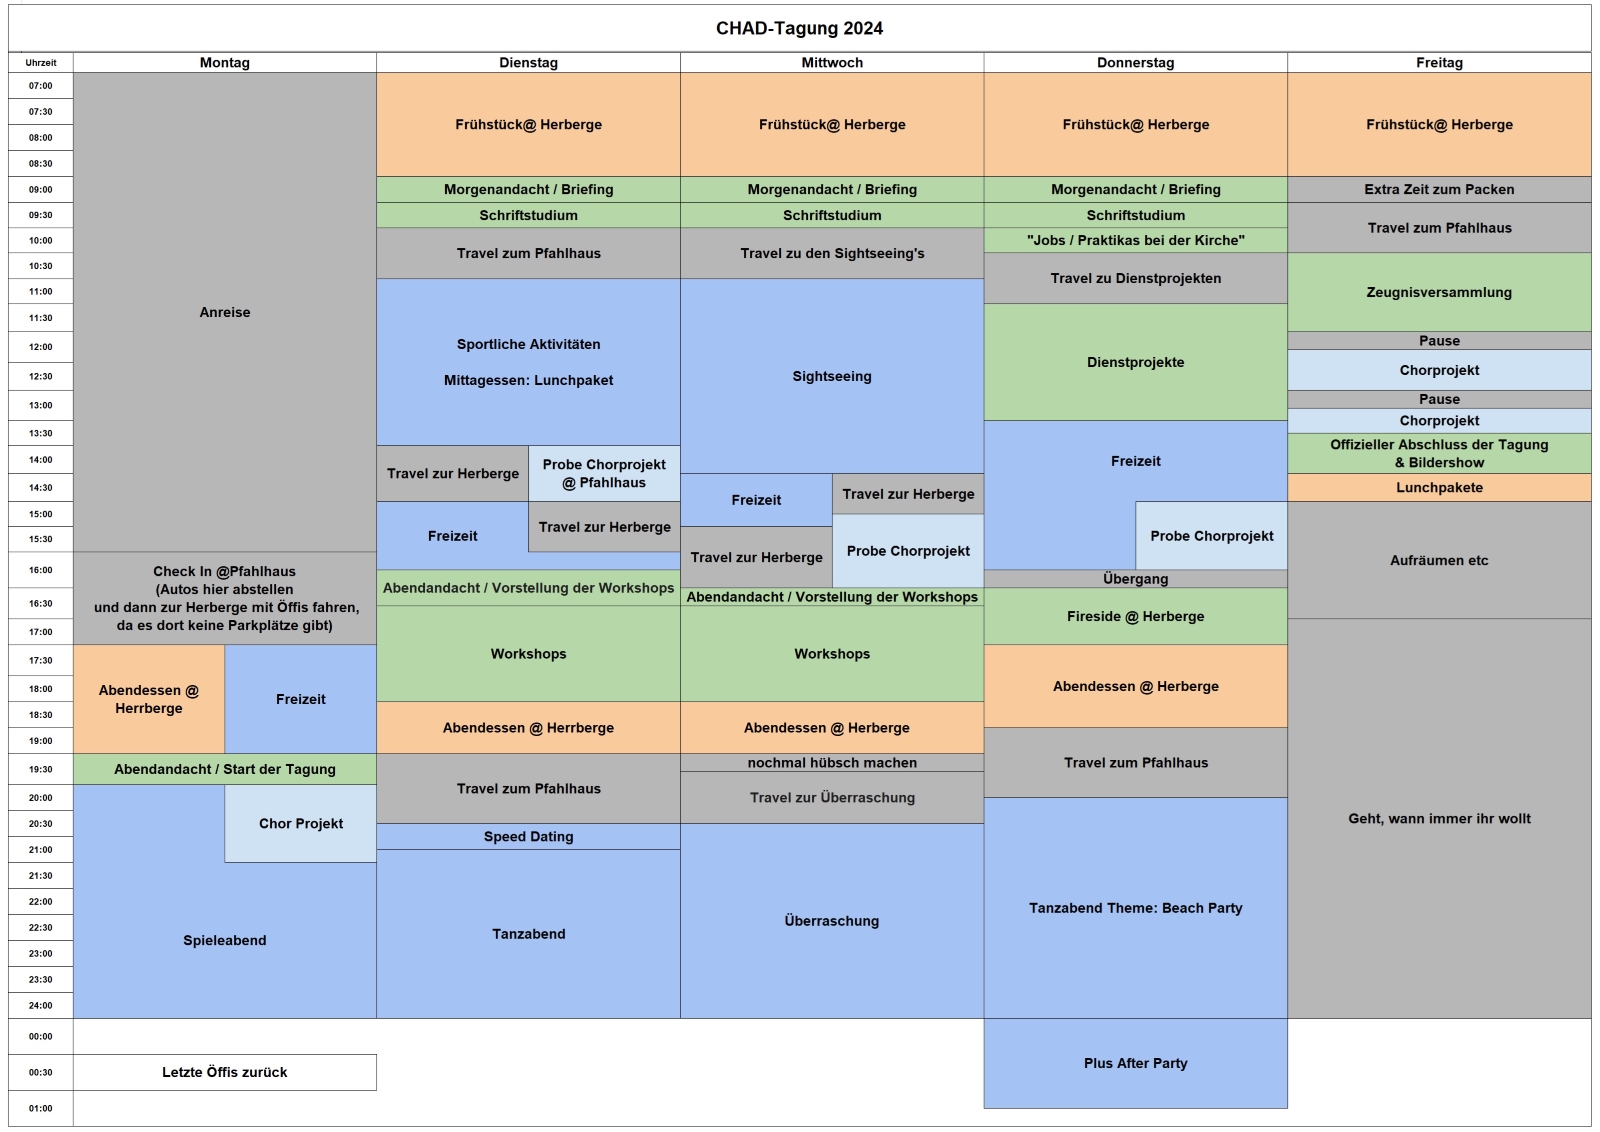 CHAD-Tagung 2024
Uhrzeit
Montag
Dienstag
Mittwoch
Donnerstag
Freitag
07:00
07:30
08:00
08:30
09:00
09:30
10:00
10:30
11:00
11:30
12:00
12:30
13:00
13:30
14:00
14:30
15:00
15:30
16:00
16:30
17:00
17:30
18:00
18:30
19:00
19:30
20:00
20:30
21:00
21:30
22:00
22:30
23:00
23:30
24:00
00:00
00:30
01:00
Anreise
Check In @Pfahlhaus
(Autos hier abstellen
und dann zur Herberge mit Öffis fahren,
da es dort keine Parkplätze gibt)
Abendessen @
Herrberge
Freizeit
Abendandacht / Start der Tagung
Chor Projekt
Spieleabend
Letzte Öffis zurück
Frühstück@ Herberge
Morgenandacht / Briefing
Schriftstudium
Travel zum Pfahlhaus
Sportliche Aktivitäten
Mittagessen: Lunchpaket
Travel zur Herberge
Probe Chorprojekt
@ Pfahlhaus
Freizeit
Travel zur Herberge
Abendandacht / Vorstellung der Workshops
Workshops
Abendessen @ Herrberge
Travel zum Pfahlhaus
Speed Dating
Tanzabend
Frühstück@ Herberge
Morgenandacht / Briefing
Schriftstudium
Travel zu den Sightseeing's
Sightseeing
Freizeit
Travel zur Herberge
Travel zur Herberge
Probe Chorprojekt
Abendandacht / Vorstellung der Workshops
Workshops
Abendessen @ Herberge
nochmal hübsch machen
Travel zur Überraschung
Überraschung
Frühstück@ Herberge
Morgenandacht / Briefing
Schriftstudium
"Jobs / Praktikas bei der Kirche"
Travel zu Dienstprojekten
Dienstprojekte
Freizeit
Probe Chorprojekt
Übergang
Fireside @ Herberge
Abendessen @ Herberge
Travel zum Pfahlhaus
Tanzabend Theme: Beach Party
Plus After Party
Frühstück@ Herberge
Extra Zeit zum Packen
Travel zum Pfahlhaus
Zeugnisversammlung
Pause
Chorprojekt
Pause
Chorprojekt
Offizieller Abschluss der Tagung
& Bildershow
Lunchpakete
Aufräumen etc
Geht, wann immer ihr wollt